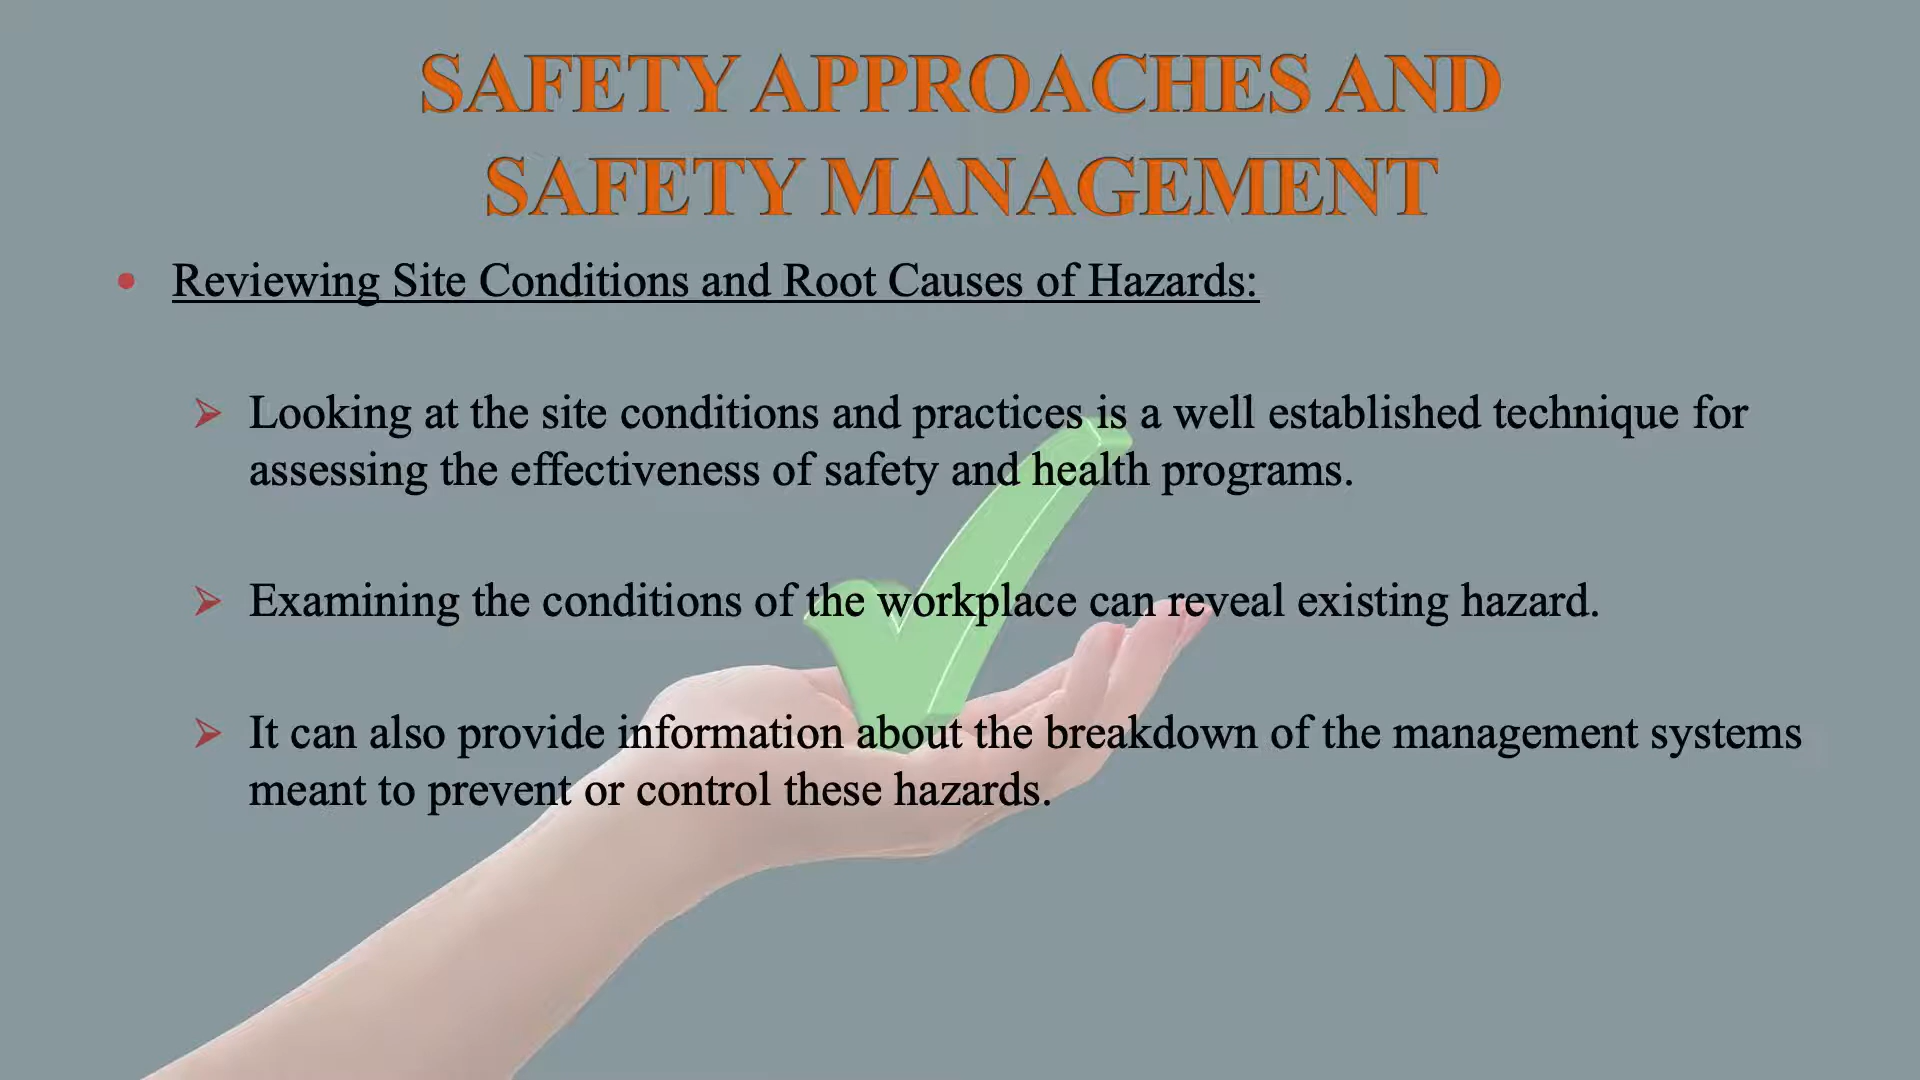 SAFETY APPROACHES AND
SAFETY MANAGEMENT
Reviewing Site Conditions and Root Causes of Hazards:
Looking at the site conditions and practices is a well established technique for
assessing the effectiveness of safety and health programs.
Examining the conditions of the workplace can reveal existing hazard.
It can also provide information about the breakdown of the management systems
meant to prevent or control these hazards.